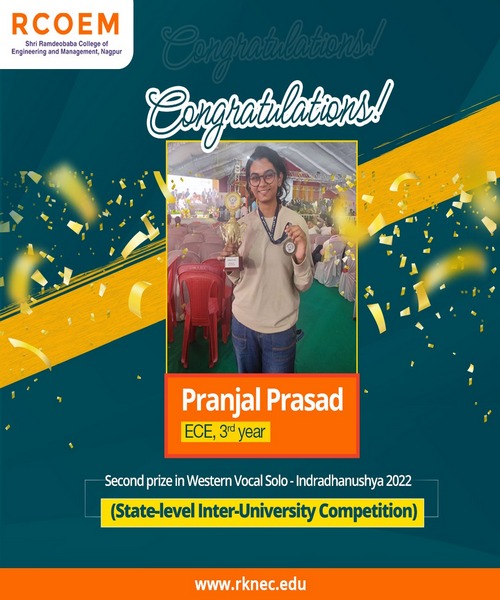 RCOEM
Shri Ramdeobaba College of
Engineering and Management, Nagpur
Congratulations!
Congratulations!
Pranjal Prasad
ECE, 3rd year
Second prize in Western Vocal Solo - Indradhanushya 2022
(State-level Inter-University Competition)
www.rknec.edu